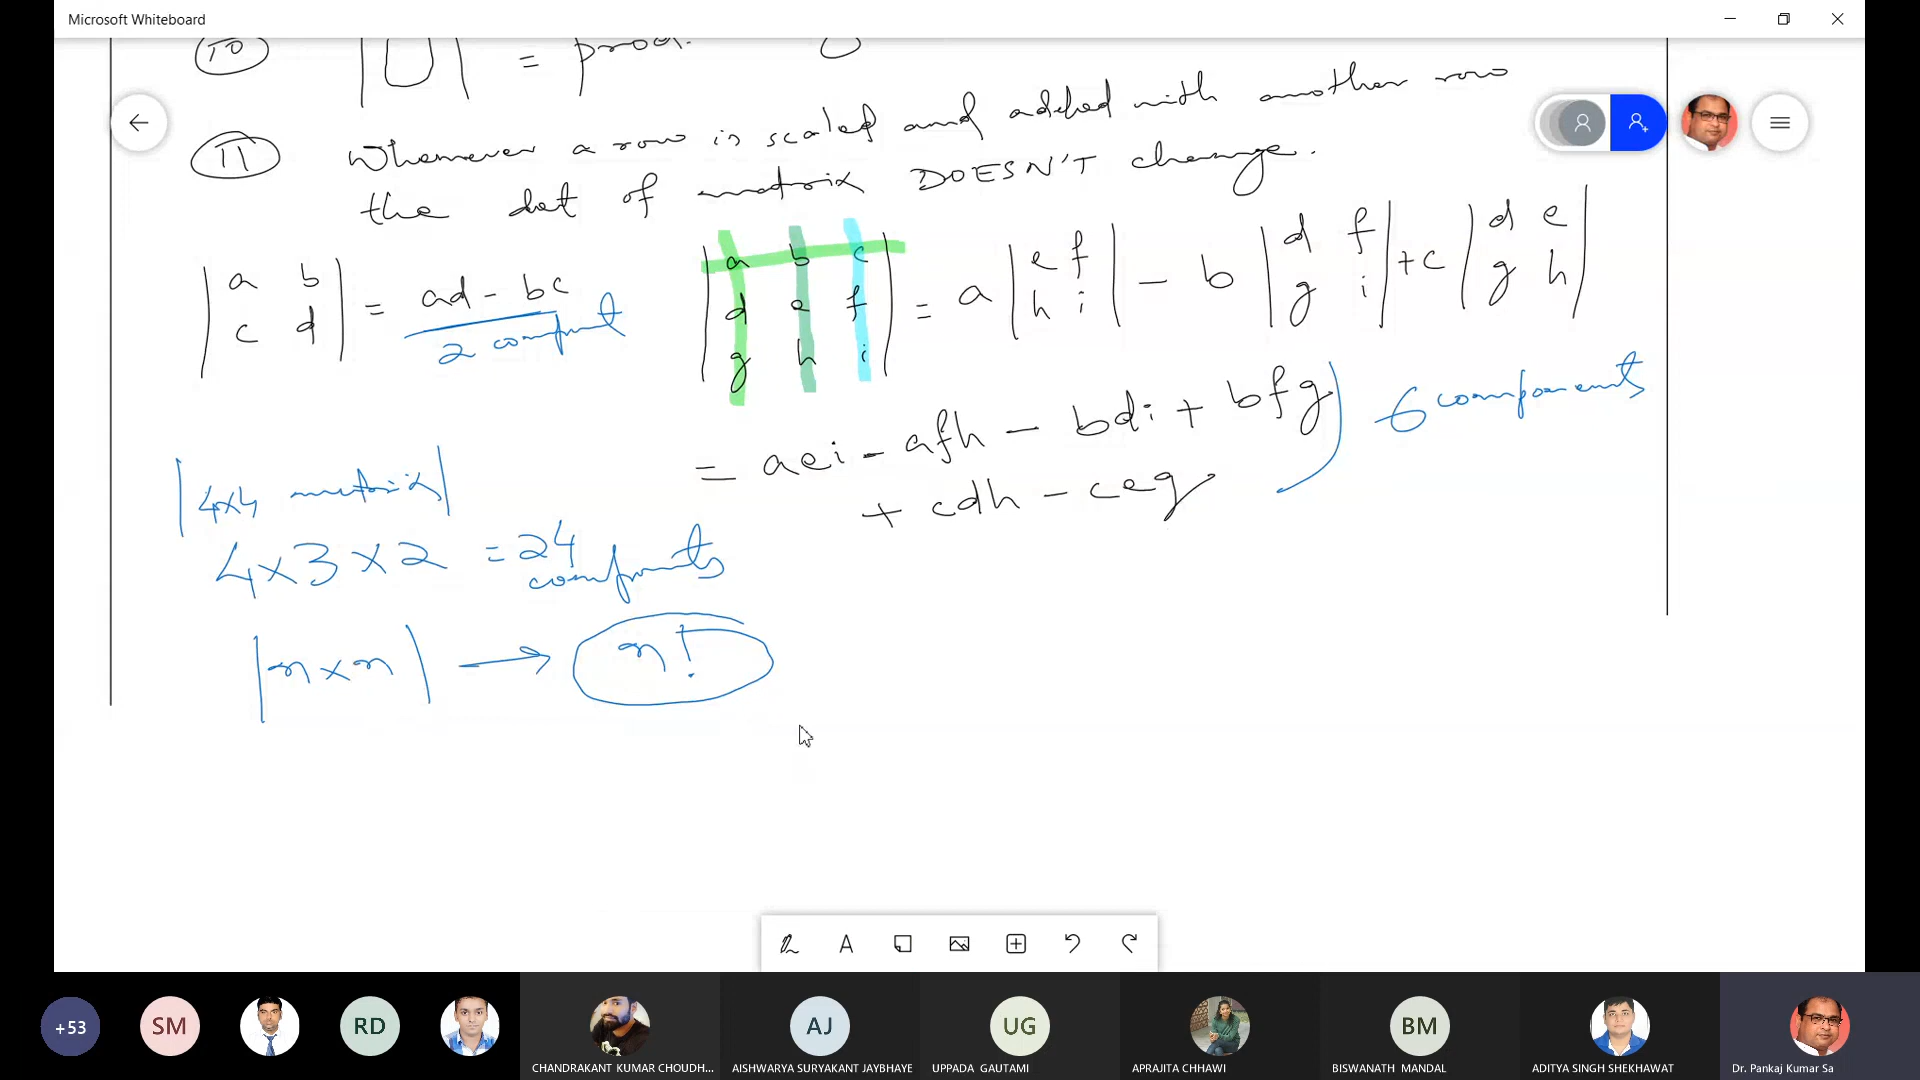 Microsoft Whiteboard
10 |U| = prod.
11 Whenever a row is scaled and added with another row
the det of matrix DOESN'T change.
| a b | = ad - bc
| c d |
2 component
| a b c | = a | e f | - b | d f | + c | d e |
| d e f | | h i | | g i | | g h |
| g h i |
= aei - afh - bdi + bfg
+ cdh - ceg
6 components
|4x4 matrix|
4x3x2 = 24
components
|n x n| → n!
+53
SM
RD
CHANDRAKANT KUMAR CHOUDH...
AJ
AISHWARYA SURYAKANT JAYBHAYE
UG
UPPADA GAUTAMI
APRAJITA CHHAWI
BM
BISWANATH MANDAL
ADITYA SINGH SHEKHAWAT
Dr. Pankaj Kumar Sa